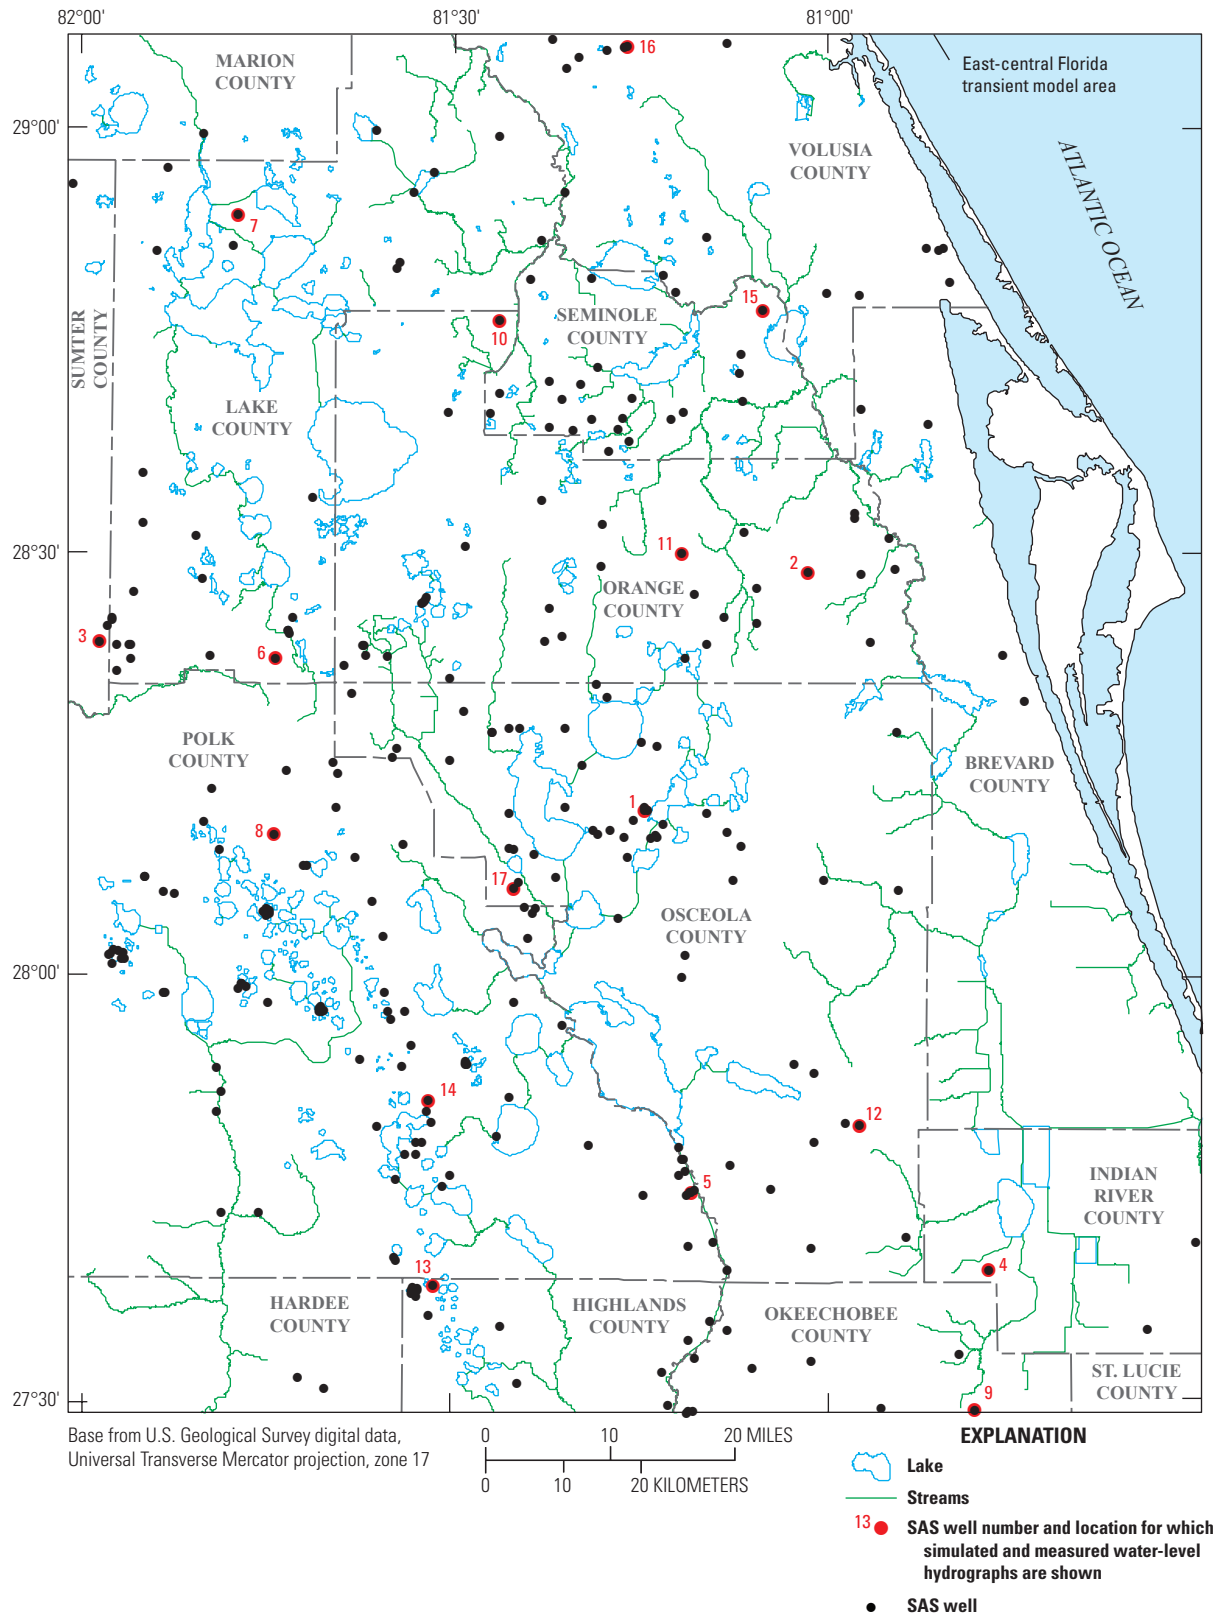 82°00'
81°30'
81°00'
16
MARION
COUNTY
East-central Florida
transient model area
29°00'
VOLUSIA
COUNTY
ATLANTIC OCEAN
7
15
SEMINOLE
COUNTY
10
SUMTER
COUNTY
LAKE
COUNTY
28°30'
11
2
ORANGE
COUNTY
3
6
POLK
COUNTY
BREVARD
COUNTY
1
8
17
OSCEOLA
COUNTY
28°00'
14
12
5
INDIAN
RIVER
COUNTY
13
4
HARDEE
COUNTY
HIGHLANDS
COUNTY
OKEECHOBEE
COUNTY
ST. LUCIE
COUNTY
27°30'
9
Base from U.S. Geological Survey digital data,
Universal Transverse Mercator projection, zone 17
0 10 20 MILES
0 10 20 KILOMETERS
EXPLANATION
Lake
Streams
13 SAS well number and location for which
simulated and measured water-level
hydrographs are shown
SAS well